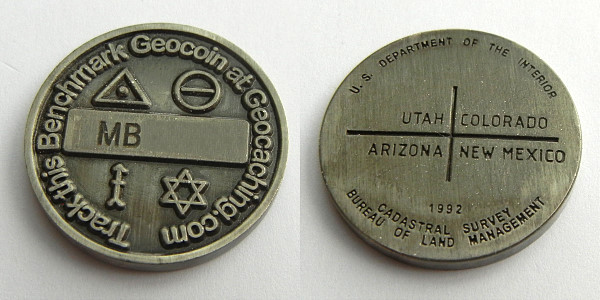 Track this Benchmark Geocoin at Geocaching.com
MB
U.S. DEPARTMENT OF THE INTERIOR
UTAH COLORADO
ARIZONA NEW MEXICO
1992
CADASTRAL SURVEY
BUREAU OF LAND MANAGEMENT